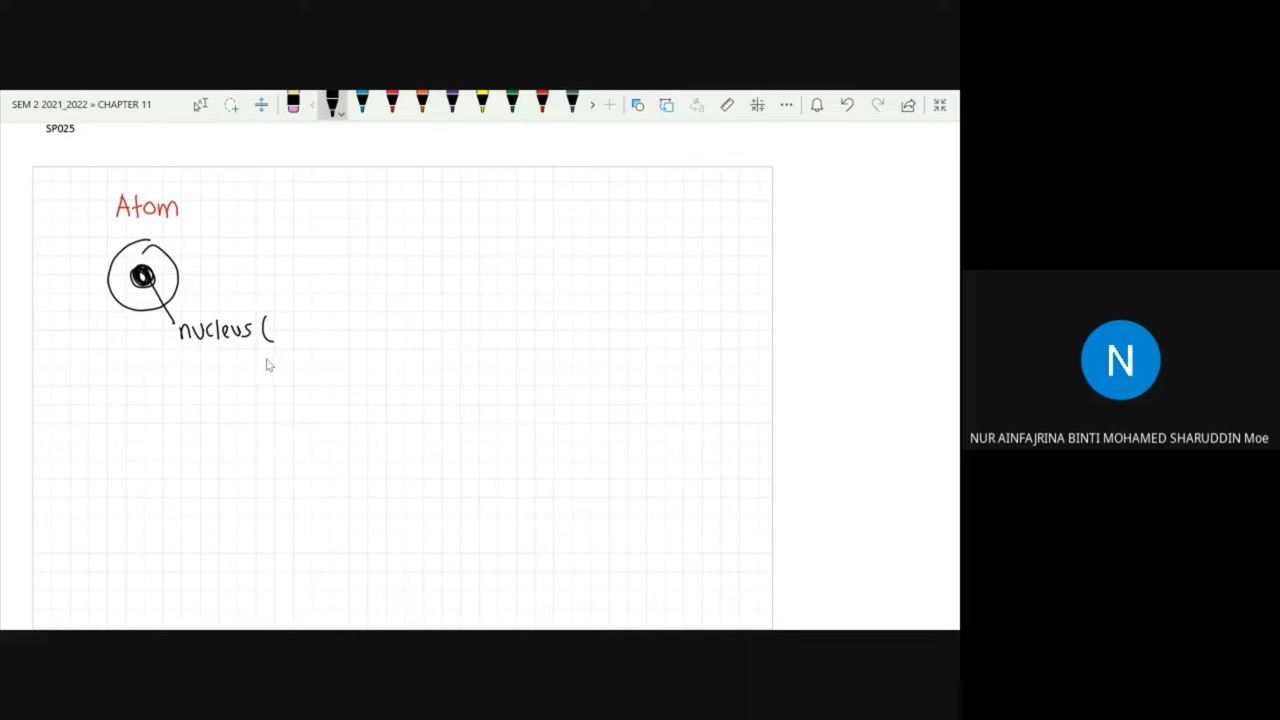 SEM 2 2021_2022 » CHAPTER 11
SP025
Atom
nucleus (
N
NUR AINFAJRINA BINTI MOHAMED SHARUDDIN Moe